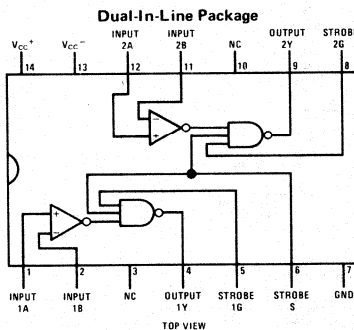 Dual-In-Line Package
VCC+ VCC− INPUT 2A INPUT 2B NC OUTPUT 2Y STROBE 2G
14 13 12 11 10 9 8
−
+
+
−
1 2 3 4 5 6 7
INPUT 1A INPUT 1B NC OUTPUT 1Y STROBE 1G STROBE S GND
TOP VIEW